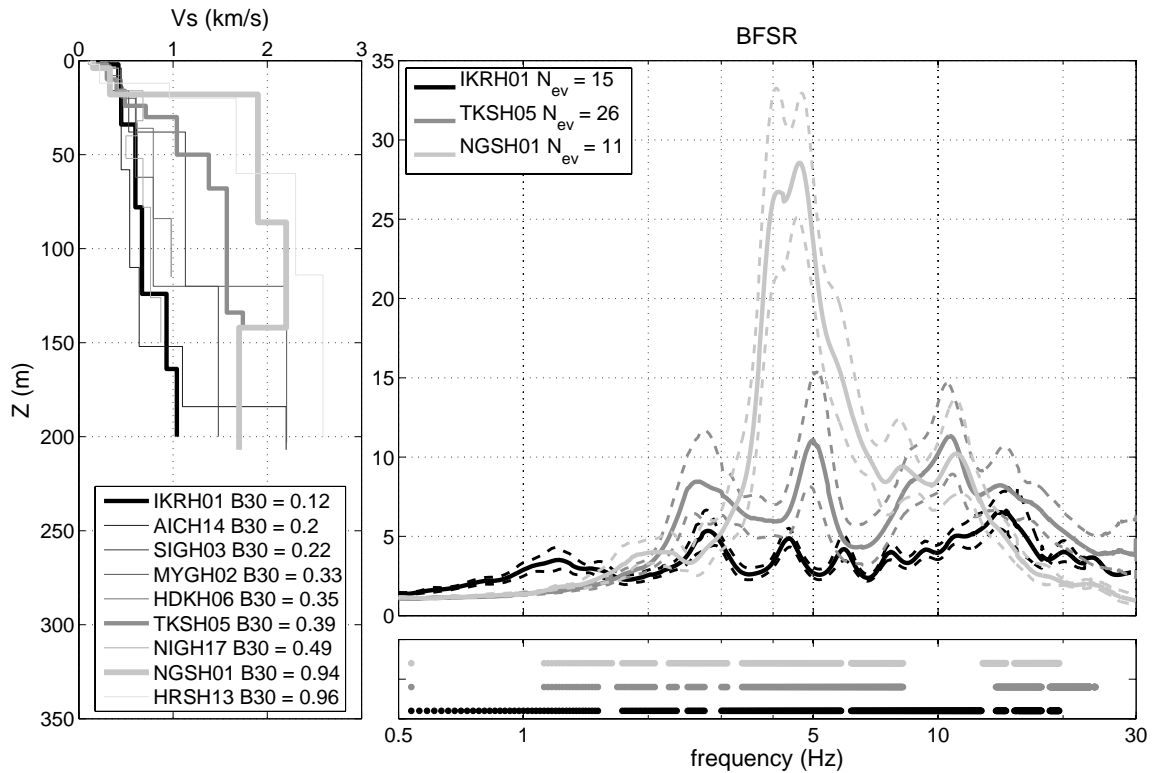 Vs (km/s)
0 1 2 3
0
50
100
150
200
250
300
350
Z (m)
IKRH01 B30 = 0.12
AICH14 B30 = 0.2
SIGH03 B30 = 0.22
MYGH02 B30 = 0.33
HDKH06 B30 = 0.35
TKSH05 B30 = 0.39
NIGH17 B30 = 0.49
NGSH01 B30 = 0.94
HRSH13 B30 = 0.96
BFSR
35
30
25
20
15
10
5
0
IKRH01 N_ev = 15
TKSH05 N_ev = 26
NGSH01 N_ev = 11
0.5 1 5 10 30
frequency (Hz)